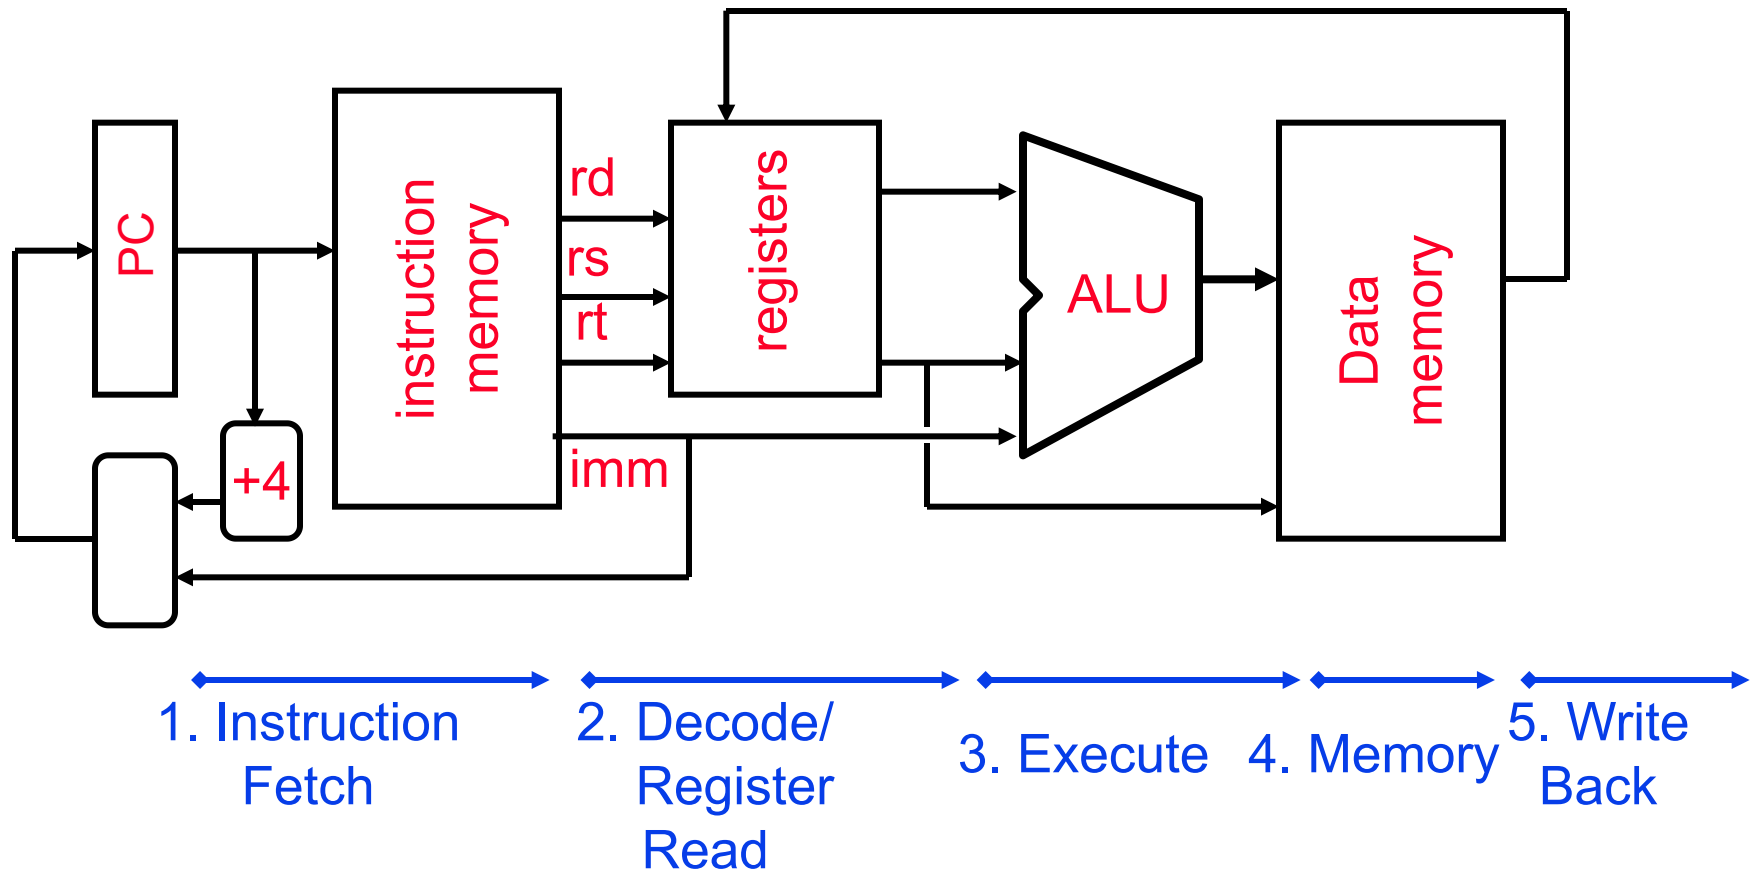 PC
+4
instruction
memory
rd
rs
rt
imm
registers
ALU
Data
memory
1. Instruction
Fetch
2. Decode/
Register
Read
3. Execute
4. Memory
5. Write
Back